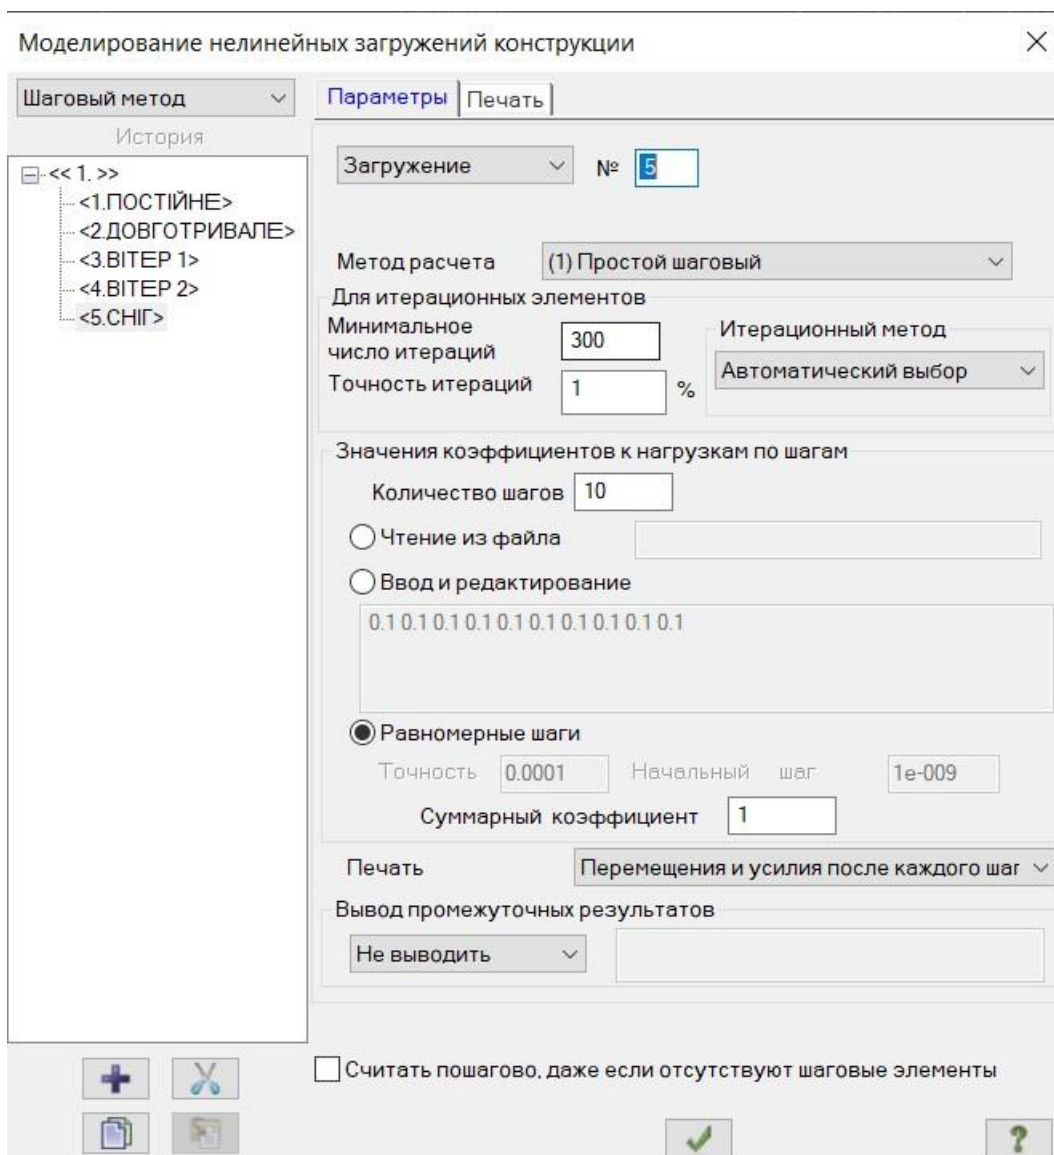 Моделирование нелинейных загружений конструкции
Шаговый метод
Параметры Печать
История
<< 1. >>
<1.ПОСТІЙНЕ>
<2.ДОВГОТРИВАЛЕ>
<3.ВІТЕР 1>
<4.ВІТЕР 2>
<5.СНІГ>
Загружение № 5
Метод расчета (1) Простой шаговый
Для итерационных элементов
Минимальное
число итераций 300
Точность итераций 1 %
Итерационный метод
Автоматический выбор
Значения коэффициентов к нагрузкам по шагам
Количество шагов 10
Чтение из файла
Ввод и редактирование
0.1 0.1 0.1 0.1 0.1 0.1 0.1 0.1 0.1 0.1
Равномерные шаги
Точность 0.0001 Начальный шаг 1e-009
Суммарный коэффициент 1
Печать Перемещения и усилия после каждого шаг
Вывод промежуточных результатов
Не выводить
Считать пошагово, даже если отсутствуют шаговые элементы